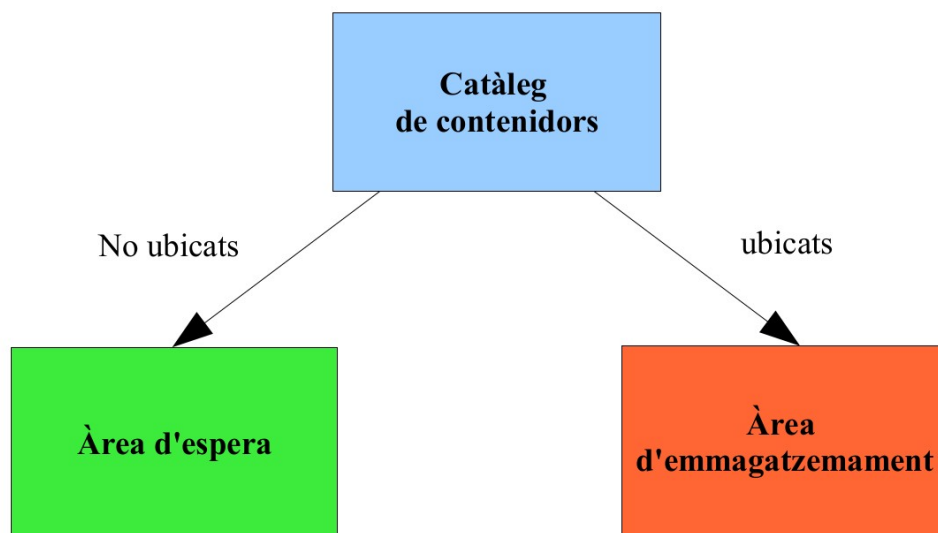 Catàleg
de contenidors
No ubicats
ubicats
Àrea d'espera
Àrea
d'emmagatzemament